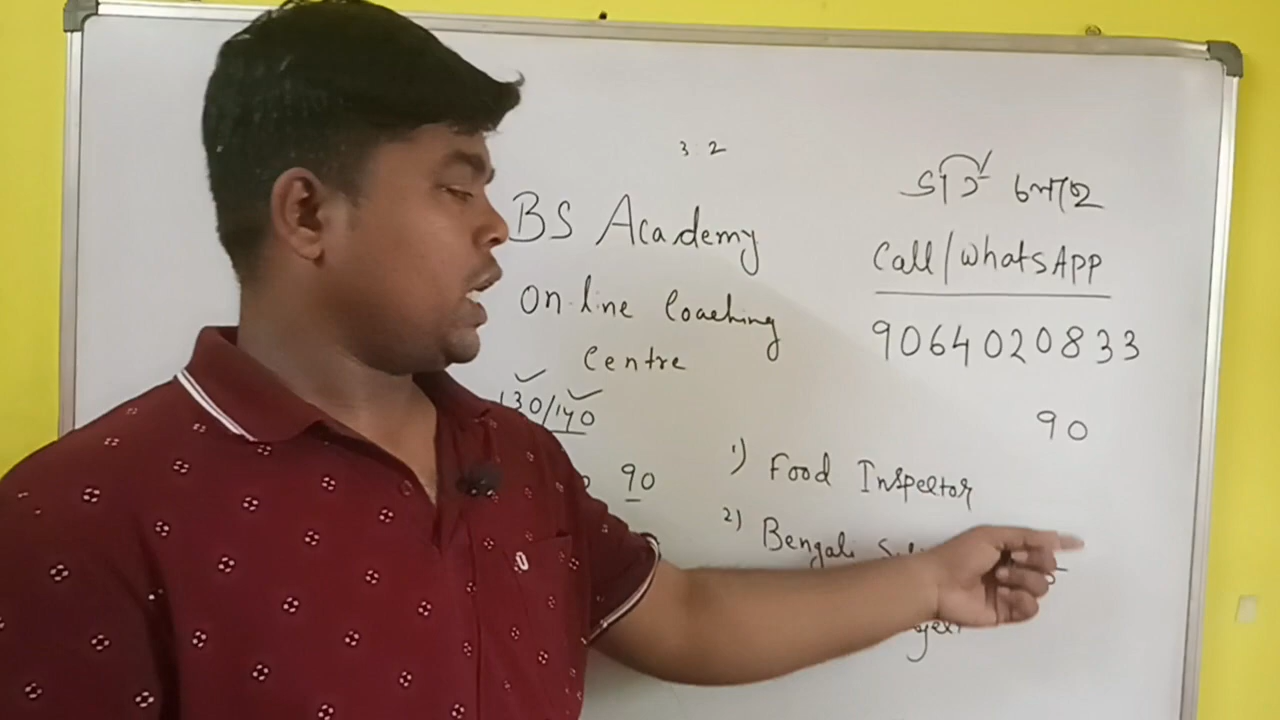 3.2
BS Academy
On-line Coaching
Centre
130/140
90
Call/WhatsAPP
9064020833
90
1) Food Inspector
2) Bengali